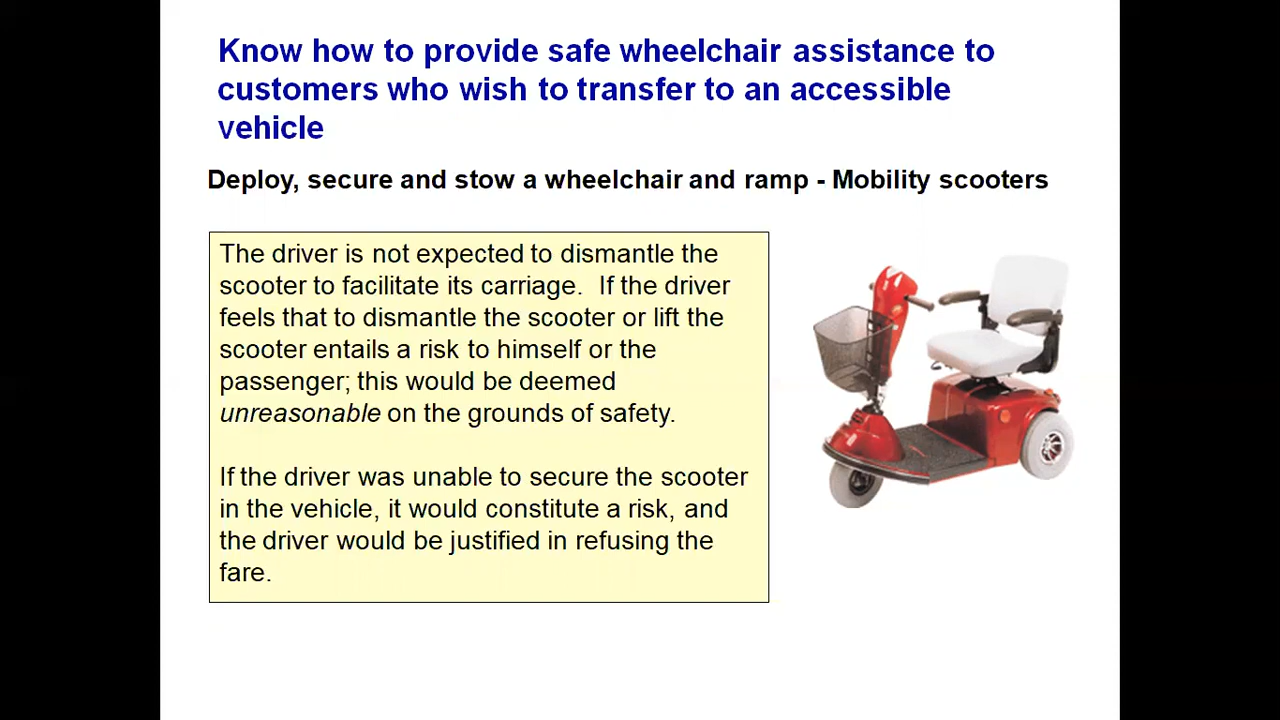 Know how to provide safe wheelchair assistance to
customers who wish to transfer to an accessible
vehicle
Deploy, secure and stow a wheelchair and ramp - Mobility scooters
The driver is not expected to dismantle the
scooter to facilitate its carriage.  If the driver
feels that to dismantle the scooter or lift the
scooter entails a risk to himself or the
passenger; this would be deemed
unreasonable on the grounds of safety.
If the driver was unable to secure the scooter
in the vehicle, it would constitute a risk, and
the driver would be justified in refusing the
fare.